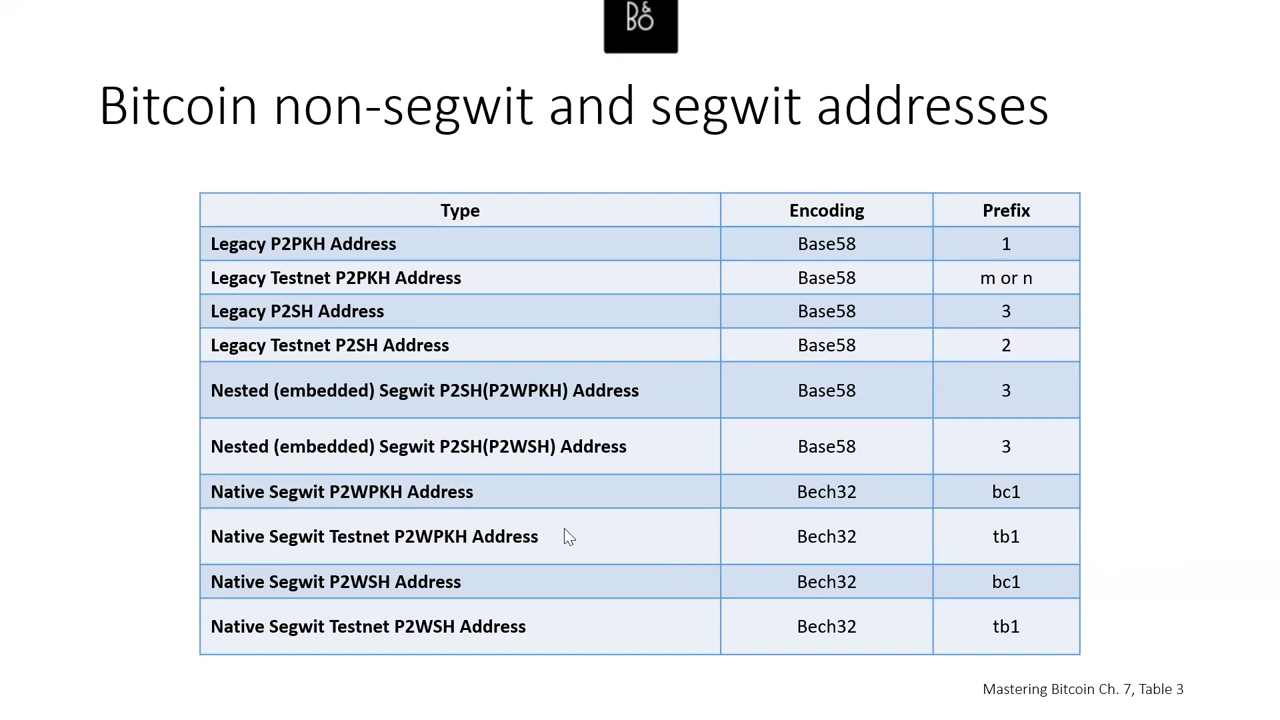 B&O
Bitcoin non-segwit and segwit addresses
Type Encoding Prefix
Legacy P2PKH Address Base58 1
Legacy Testnet P2PKH Address Base58 m or n
Legacy P2SH Address Base58 3
Legacy Testnet P2SH Address Base58 2
Nested (embedded) Segwit P2SH(P2WPKH) Address Base58 3
Nested (embedded) Segwit P2SH(P2WSH) Address Base58 3
Native Segwit P2WPKH Address Bech32 bc1
Native Segwit Testnet P2WPKH Address Bech32 tb1
Native Segwit P2WSH Address Bech32 bc1
Native Segwit Testnet P2WSH Address Bech32 tb1
Mastering Bitcoin Ch. 7, Table 3